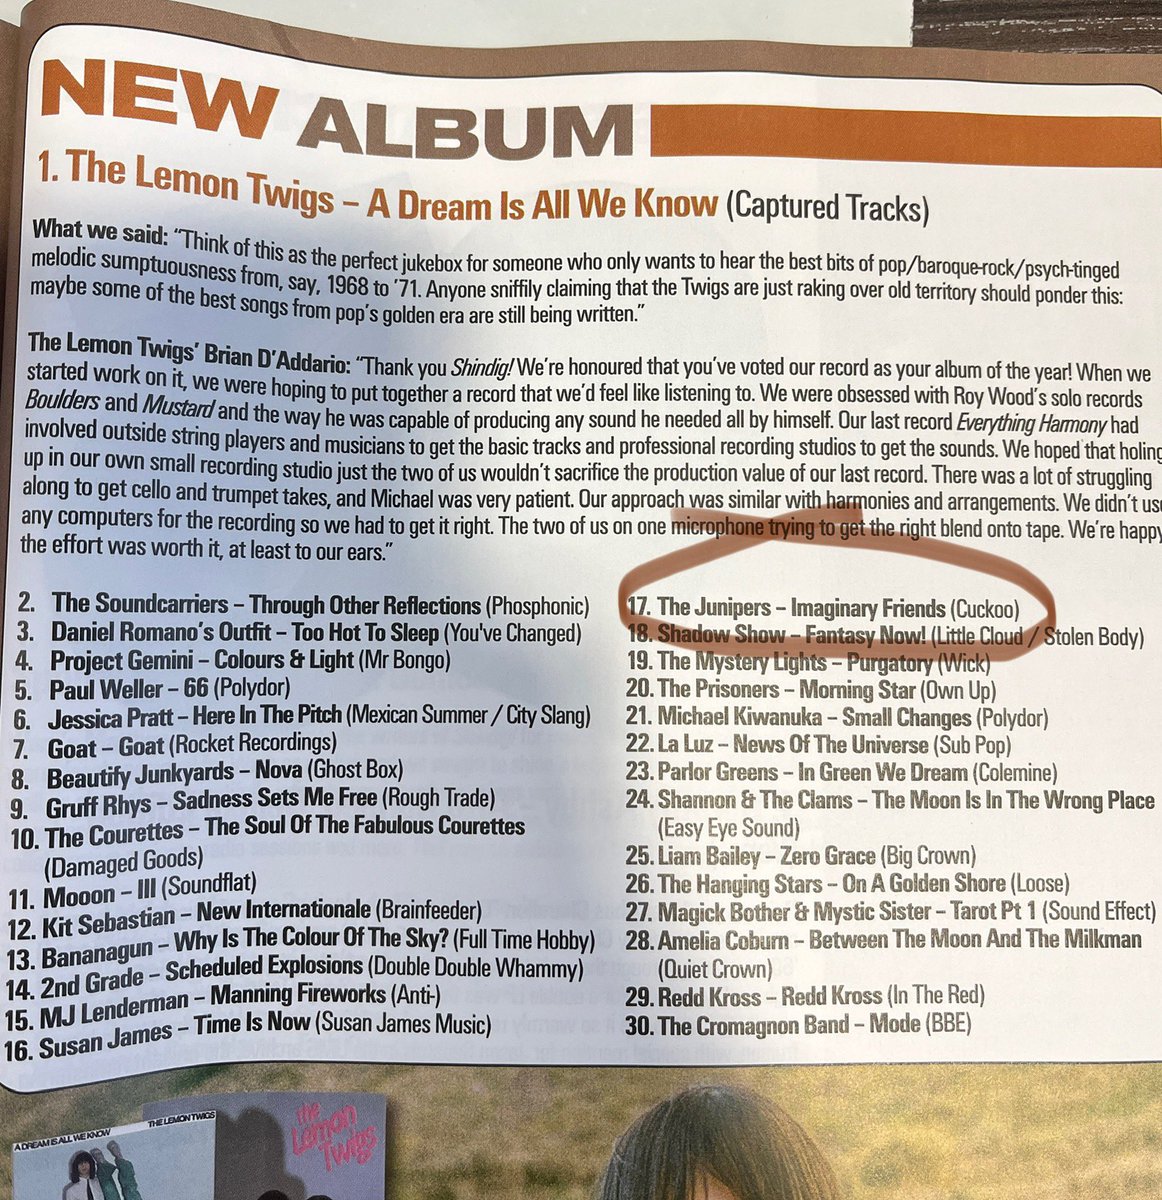 NEW ALBUM
1. The Lemon Twigs – A Dream Is All We Know (Captured Tracks)
What we said: “Think of this as the perfect jukebox for someone who only wants to hear the best bits of pop/baroque-rock/psych-tinged
melodic sumptuousness from, say, 1968 to ’71. Anyone sniffily claiming that the Twigs are just raking over old territory should ponder this:
maybe some of the best songs from pop’s golden era are still being written.”
The Lemon Twigs’ Brian D’Addario: “Thank you Shindig! We’re honoured that you’ve voted our record as your album of the year! When we
started work on it, we were hoping to put together a record that we’d feel like listening to. We were obsessed with Roy Wood’s solo records
Boulders and Mustard and the way he was capable of producing any sound he needed all by himself. Our last record Everything Harmony had
involved outside string players and musicians to get the basic tracks and professional recording studios to get the sounds. We hoped that holing
up in our own small recording studio just the two of us wouldn’t sacrifice the production value of our last record. There was a lot of struggling
along to get cello and trumpet takes, and Michael was very patient. Our approach was similar with harmonies and arrangements. We didn’t use
any computers for the recording so we had to get it right. The two of us on one microphone trying to get the right blend onto tape. We’re happy
the effort was worth it, at least to our ears.”
2. The Soundcarriers – Through Other Reflections (Phosphonic)
3. Daniel Romano’s Outfit – Too Hot To Sleep (You've Changed)
4. Project Gemini – Colours & Light (Mr Bongo)
5. Paul Weller – 66 (Polydor)
6. Jessica Pratt – Here In The Pitch (Mexican Summer / City Slang)
7. Goat – Goat (Rocket Recordings)
8. Beautify Junkyards – Nova (Ghost Box)
9. Gruff Rhys – Sadness Sets Me Free (Rough Trade)
10. The Courettes – The Soul Of The Fabulous Courettes
(Damaged Goods)
11. Mooon – III (Soundflat)
12. Kit Sebastian – New Internationale (Brainfeeder)
13. Bananagun – Why Is The Colour Of The Sky? (Full Time Hobby)
14. 2nd Grade – Scheduled Explosions (Double Double Whammy)
15. MJ Lenderman – Manning Fireworks (Anti-)
16. Susan James – Time Is Now (Susan James Music)
17. The Junipers – Imaginary Friends (Cuckoo)
18. Shadow Show – Fantasy Now! (Little Cloud / Stolen Body)
19. The Mystery Lights – Purgatory (Wick)
20. The Prisoners – Morning Star (Own Up)
21. Michael Kiwanuka – Small Changes (Polydor)
22. La Luz – News Of The Universe (Sub Pop)
23. Parlor Greens – In Green We Dream (Colemine)
24. Shannon & The Clams – The Moon Is In The Wrong Place
(Easy Eye Sound)
25. Liam Bailey – Zero Grace (Big Crown)
26. The Hanging Stars – On A Golden Shore (Loose)
27. Magick Bother & Mystic Sister – Tarot Pt 1 (Sound Effect)
28. Amelia Coburn – Between The Moon And The Milkman
(Quiet Crown)
29. Redd Kross – Redd Kross (In The Red)
30. The Cromagnon Band – Mode (BBE)
A DREAM IS ALL WE KNOW THE LEMON TWIGS
the
Lemon
Twigs